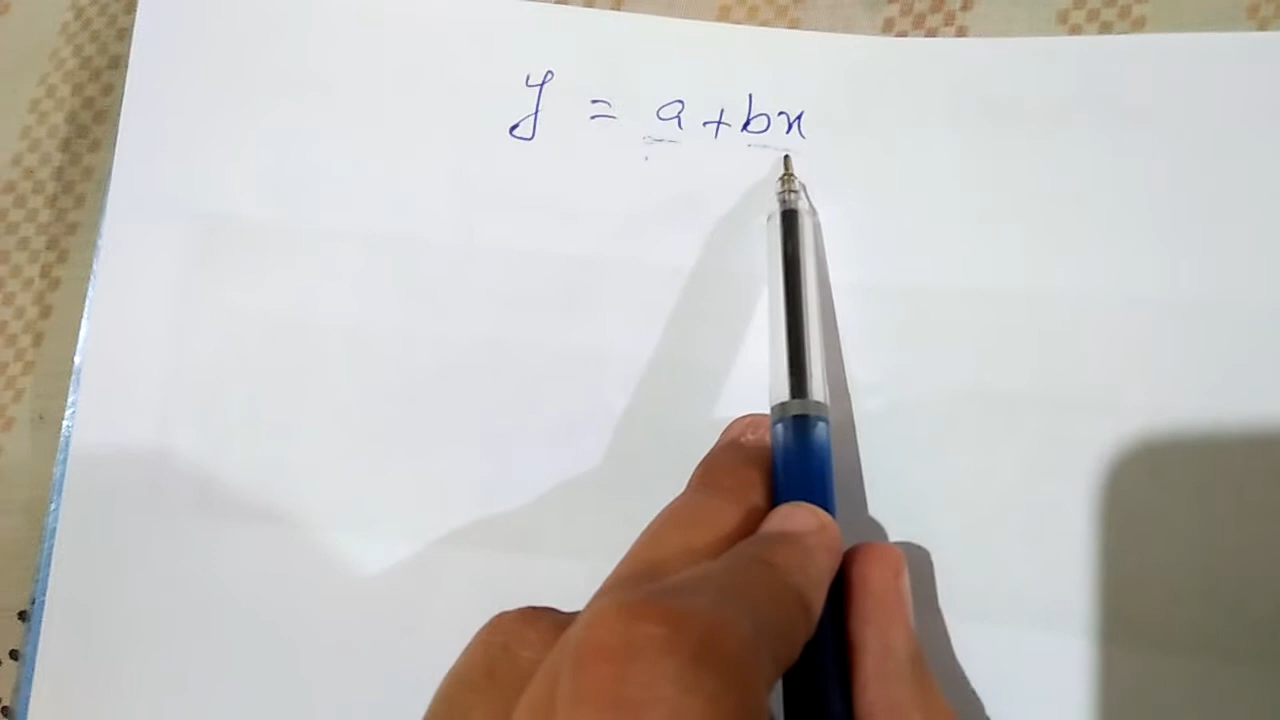 y = a + bx